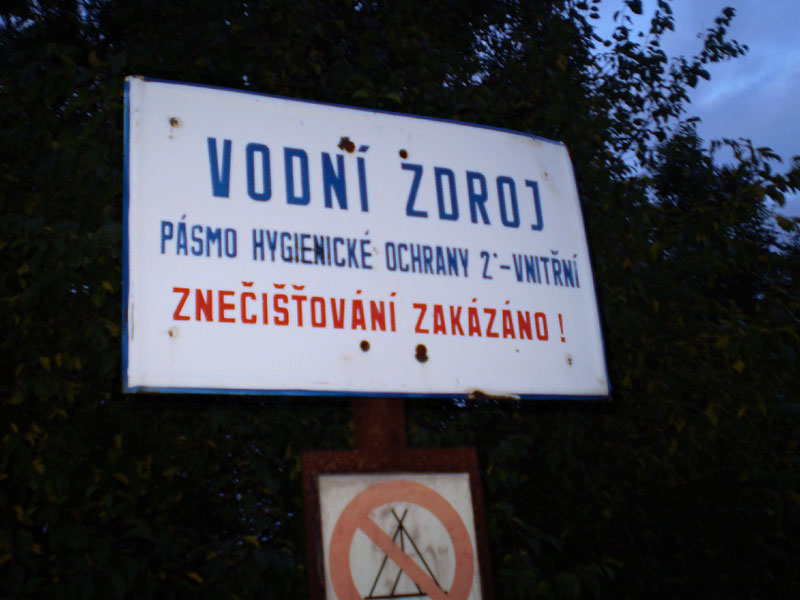 VODNÍ ZDROJ
PÁSMO HYGIENICKÉ OCHRANY 2°-VNITŘNÍ
ZNEČIŠŤOVÁNÍ ZAKÁZÁNO!